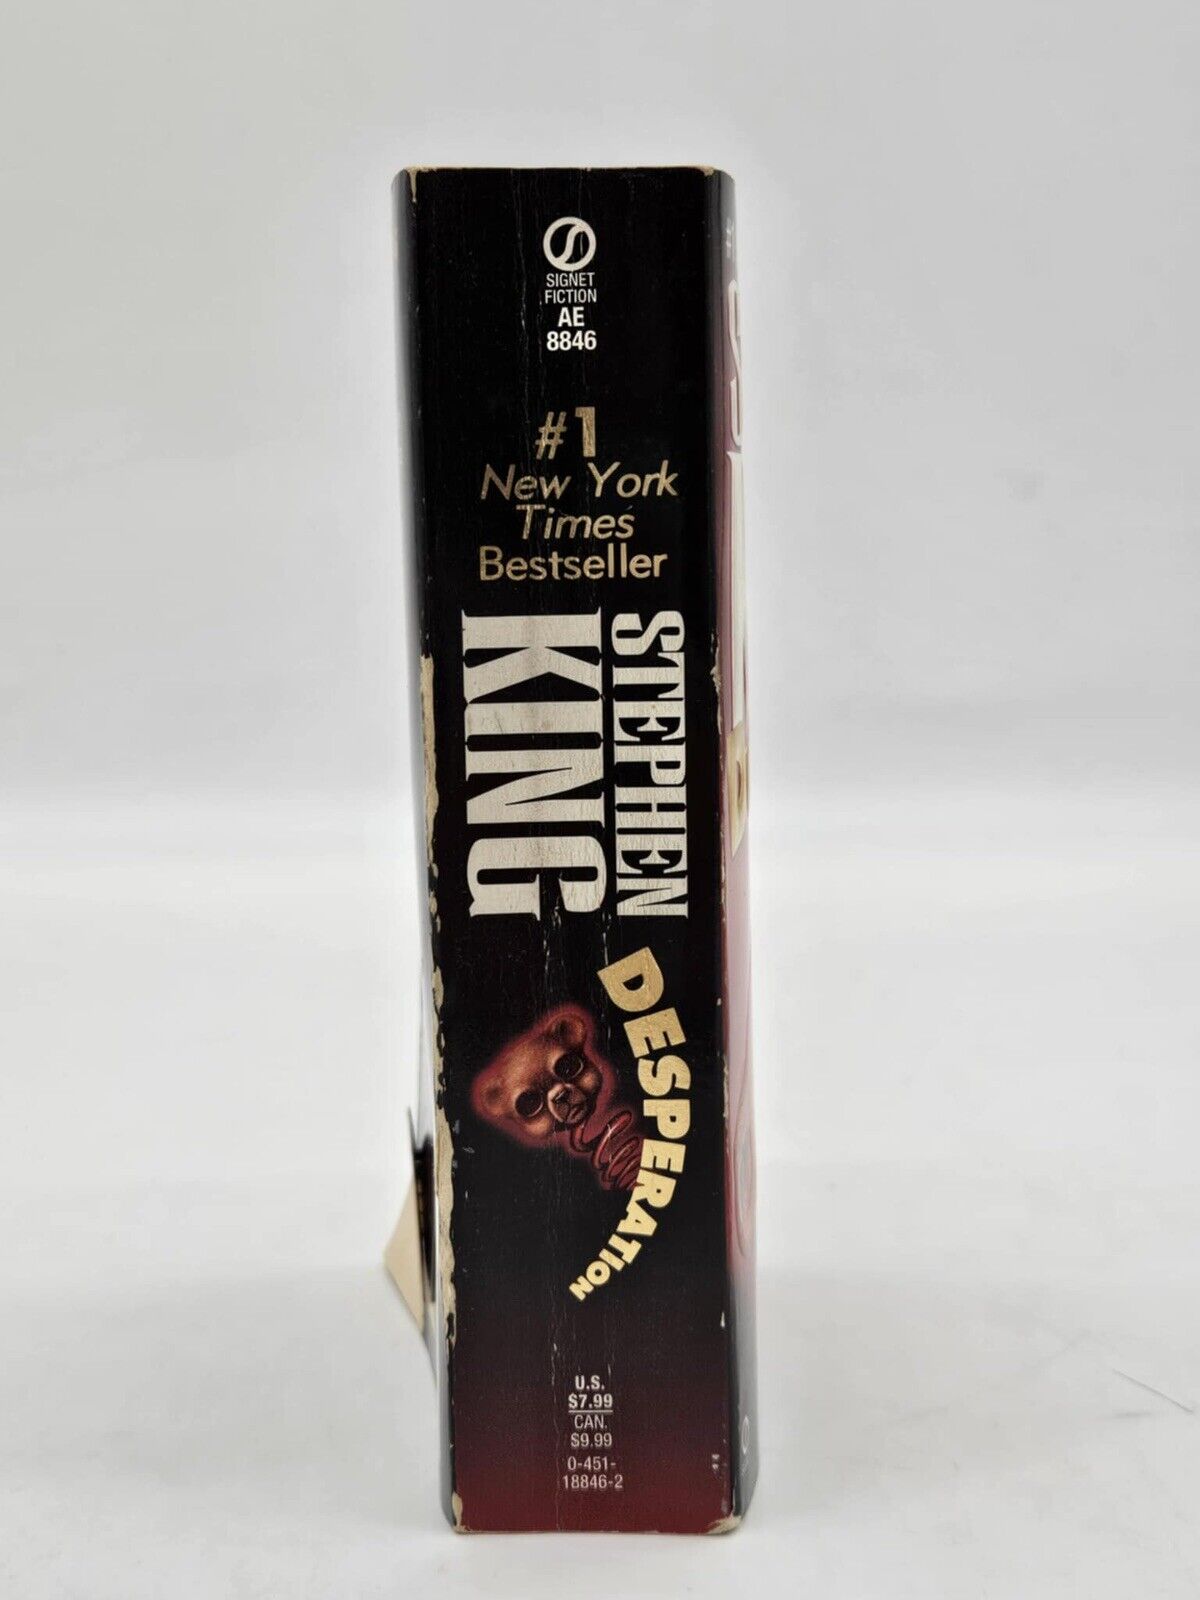 SIGNET
FICTION
AE
8846
#1
New York
Times
Bestseller
STEPHEN
KING
DESPERATION
U.S.
$7.99
CAN.
$9.99
0-451-
18846-2